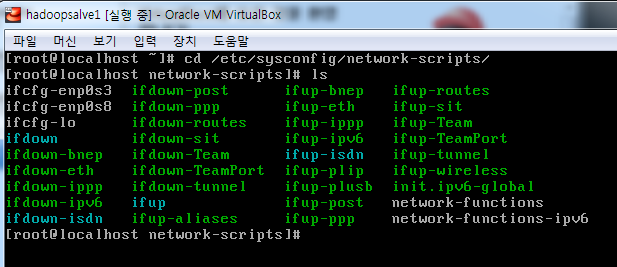 hadoopsalve1 [실행 중] - Oracle VM VirtualBox
파일 머신 보기 입력 장치 도움말
[root@localhost ~]# cd /etc/sysconfig/network-scripts/
[root@localhost network-scripts]# ls
ifcfg-enp0s3 ifdown-post ifup-bnep ifup-routes
ifcfg-enp0s8 ifdown-ppp ifup-eth ifup-sit
ifcfg-lo ifdown-routes ifup-ippp ifup-Team
ifdown ifdown-sit ifup-ipv6 ifup-TeamPort
ifdown-bnep ifdown-Team ifup-isdn ifup-tunnel
ifdown-eth ifdown-TeamPort ifup-plip ifup-wireless
ifdown-ippp ifdown-tunnel ifup-plusb init.ipv6-global
ifdown-ipv6 ifup ifup-post network-functions
ifdown-isdn ifup-aliases ifup-ppp network-functions-ipv6
[root@localhost network-scripts]#